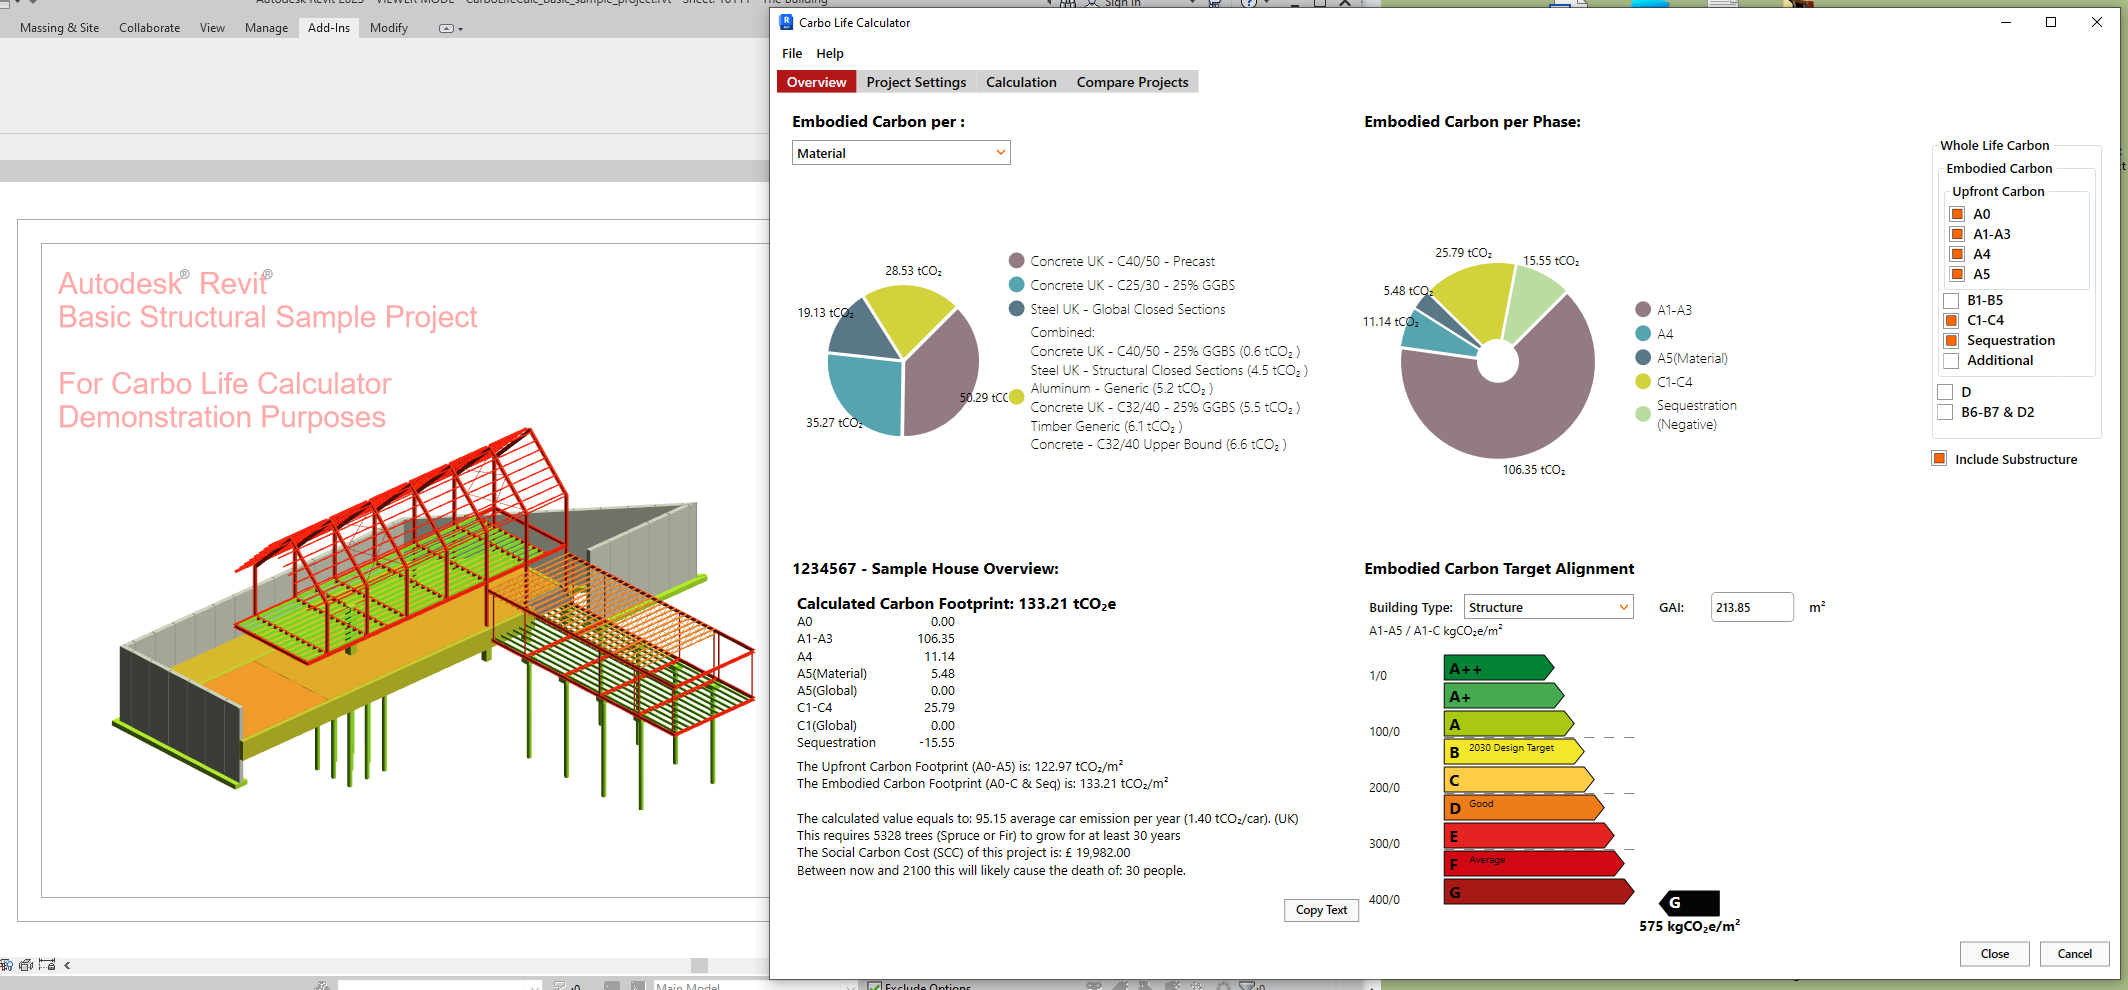 Massing & Site Collaborate View Manage Add-Ins Modify
Autodesk® Revit®
Basic Structural Sample Project
For Carbo Life Calculator
Demonstration Purposes
Carbo Life Calculator
File Help
Overview Project Settings Calculation Compare Projects
Embodied Carbon per :
Material
28.53 tCO₂
19.13 tCO₂
35.27 tCO₂
50.29 tCC
Concrete UK - C40/50 - Precast
Concrete UK - C25/30 - 25% GGBS
Steel UK - Global Closed Sections
Combined:
Concrete UK - C40/50 - 25% GGBS (0.6 tCO₂ )
Steel UK - Structural Closed Sections (4.5 tCO₂ )
Aluminum - Generic (5.2 tCO₂ )
Concrete UK - C32/40 - 25% GGBS (5.5 tCO₂ )
Timber Generic (6.1 tCO₂ )
Concrete - C32/40 Upper Bound (6.6 tCO₂ )
Embodied Carbon per Phase:
25.79 tCO₂
15.55 tCO₂
5.48 tCO₂
11.14 tCO₂
106.35 tCO₂
A1-A3
A4
A5(Material)
C1-C4
Sequestration
(Negative)
Whole Life Carbon
Embodied Carbon
Upfront Carbon
A0
A1-A3
A4
A5
B1-B5
C1-C4
Sequestration
Additional
D
B6-B7 & D2
Include Substructure
1234567 - Sample House Overview:
Calculated Carbon Footprint: 133.21 tCO₂e
A0 0.00
A1-A3 106.35
A4 11.14
A5(Material) 5.48
A5(Global) 0.00
C1-C4 25.79
C1(Global) 0.00
Sequestration -15.55
The Upfront Carbon Footprint (A0-A5) is: 122.97 tCO₂/m²
The Embodied Carbon Footprint (A0-C & Seq) is: 133.21 tCO₂/m²
The calculated value equals to: 95.15 average car emission per year (1.40 tCO₂/car). (UK)
This requires 5328 trees (Spruce or Fir) to grow for at least 30 years
The Social Carbon Cost (SCC) of this project is: £ 19,982.00
Between now and 2100 this will likely cause the death of: 30 people.
Copy Text
Embodied Carbon Target Alignment
Building Type: Structure GAI: 213.85 m²
A1-A5 / A1-C kgCO₂e/m²
A++
1/0
A+
A
100/0
B 2030 Design Target
C
200/0
D Good
E
300/0
F Average
G
400/0
G
575 kgCO₂e/m²
Close Cancel
Main Model
Exclude Options